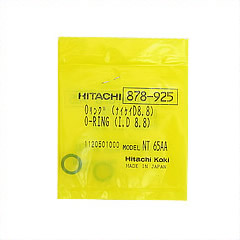 HITACHI 878-925
Oリング (ナイケイD8.8)
O-RING (I.D 8.8)
1120501000 MODEL NT 65AA
Hitachi Koki
MADE IN JAPAN